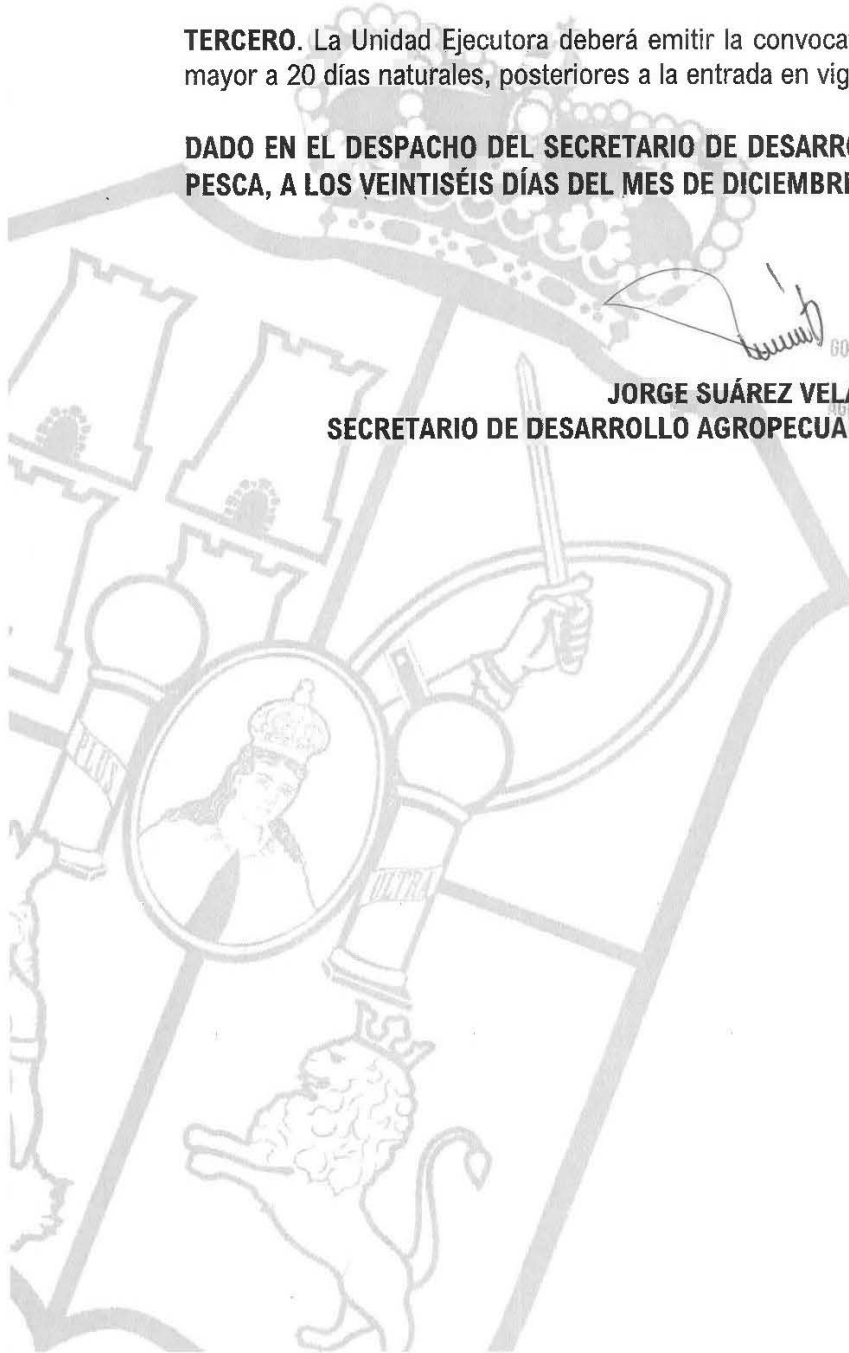 TERCERO. La Unidad Ejecutora deberá emitir la convoca
mayor a 20 días naturales, posteriores a la entrada en vig
DADO EN EL DESPACHO DEL SECRETARIO DE DESARR
PESCA, A LOS VEINTISÉIS DÍAS DEL MES DE DICIEMBR
GO
JORGE SUÁREZ VEL
SECRETARIO DE DESARROLLO AGROPECUA
PLUS
ULTRA